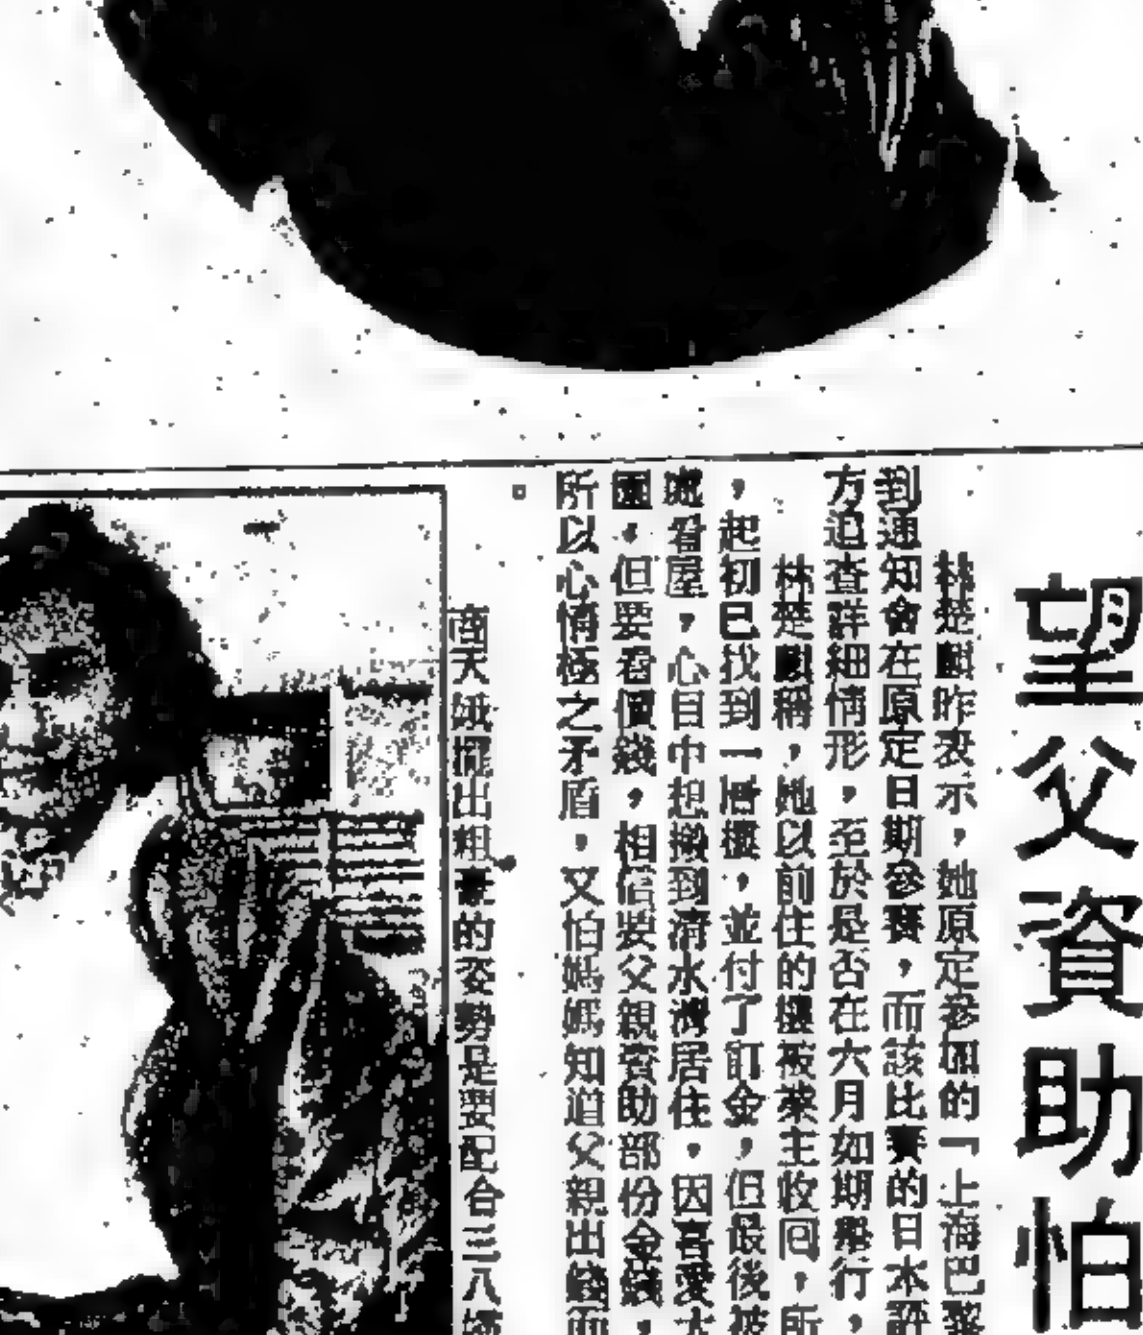 望父資助怕
林楚麒昨表示，她原定參加的「上海巴黎
到通知會在原定日期參賽，而該比賽的日本評
方追查詳細情形，至於是否在六月如期舉行，
林楚麒稱，她以前住的樓被業主收回，所
，起初已找到一層樓，並付了訂金，但最後被
處看屋，心目中想搬到清水灣居住，因喜愛大
園，但要看價錢，相信要父親資助部份金錢，
所以心情極之矛盾，又怕媽媽知道父親出錢而
。
商天娥擺出粗豪的姿勢是要配合三八婦